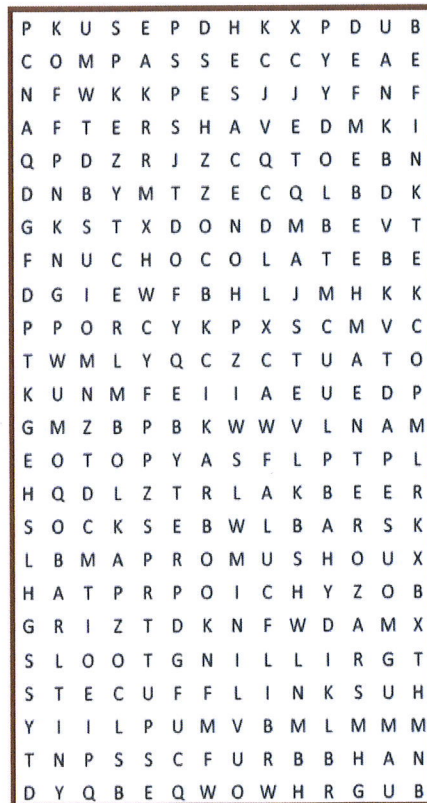 P K U S E P D H K X P D U B
C O M P A S S E C C Y E A E
N F W K K P E S J J Y F N F
A F T E R S H A V E D M K I
Q P D Z R J Z C Q T O E B N
D N B Y M T Z E C Q L B D K
G K S T X D O N D M B E V T
F N U C H O C O L A T E B E
D G I E W F B H L J M H K K
P P O R C Y K P X S C M V C
T W M L Y Q C Z C T U A T O
K U N M F E I I A E U E D P
G M Z B P B K W W V L N A M
E O T O P Y A S F L P T P L
H Q D L Z T R L A K B E E R
S O C K S E B W L B A R S K
L B M A P R O M U S H O U X
H A T P R P O I C H Y Z O B
G R I Z T D K N F W D A M X
S L O O T G N I L L I R G T
S T E C U F F L I N K S U H
Y I I L P U M V B M L M M M
T N P S S C F U R B B H A N
D Y Q B E Q W O W H R G U B